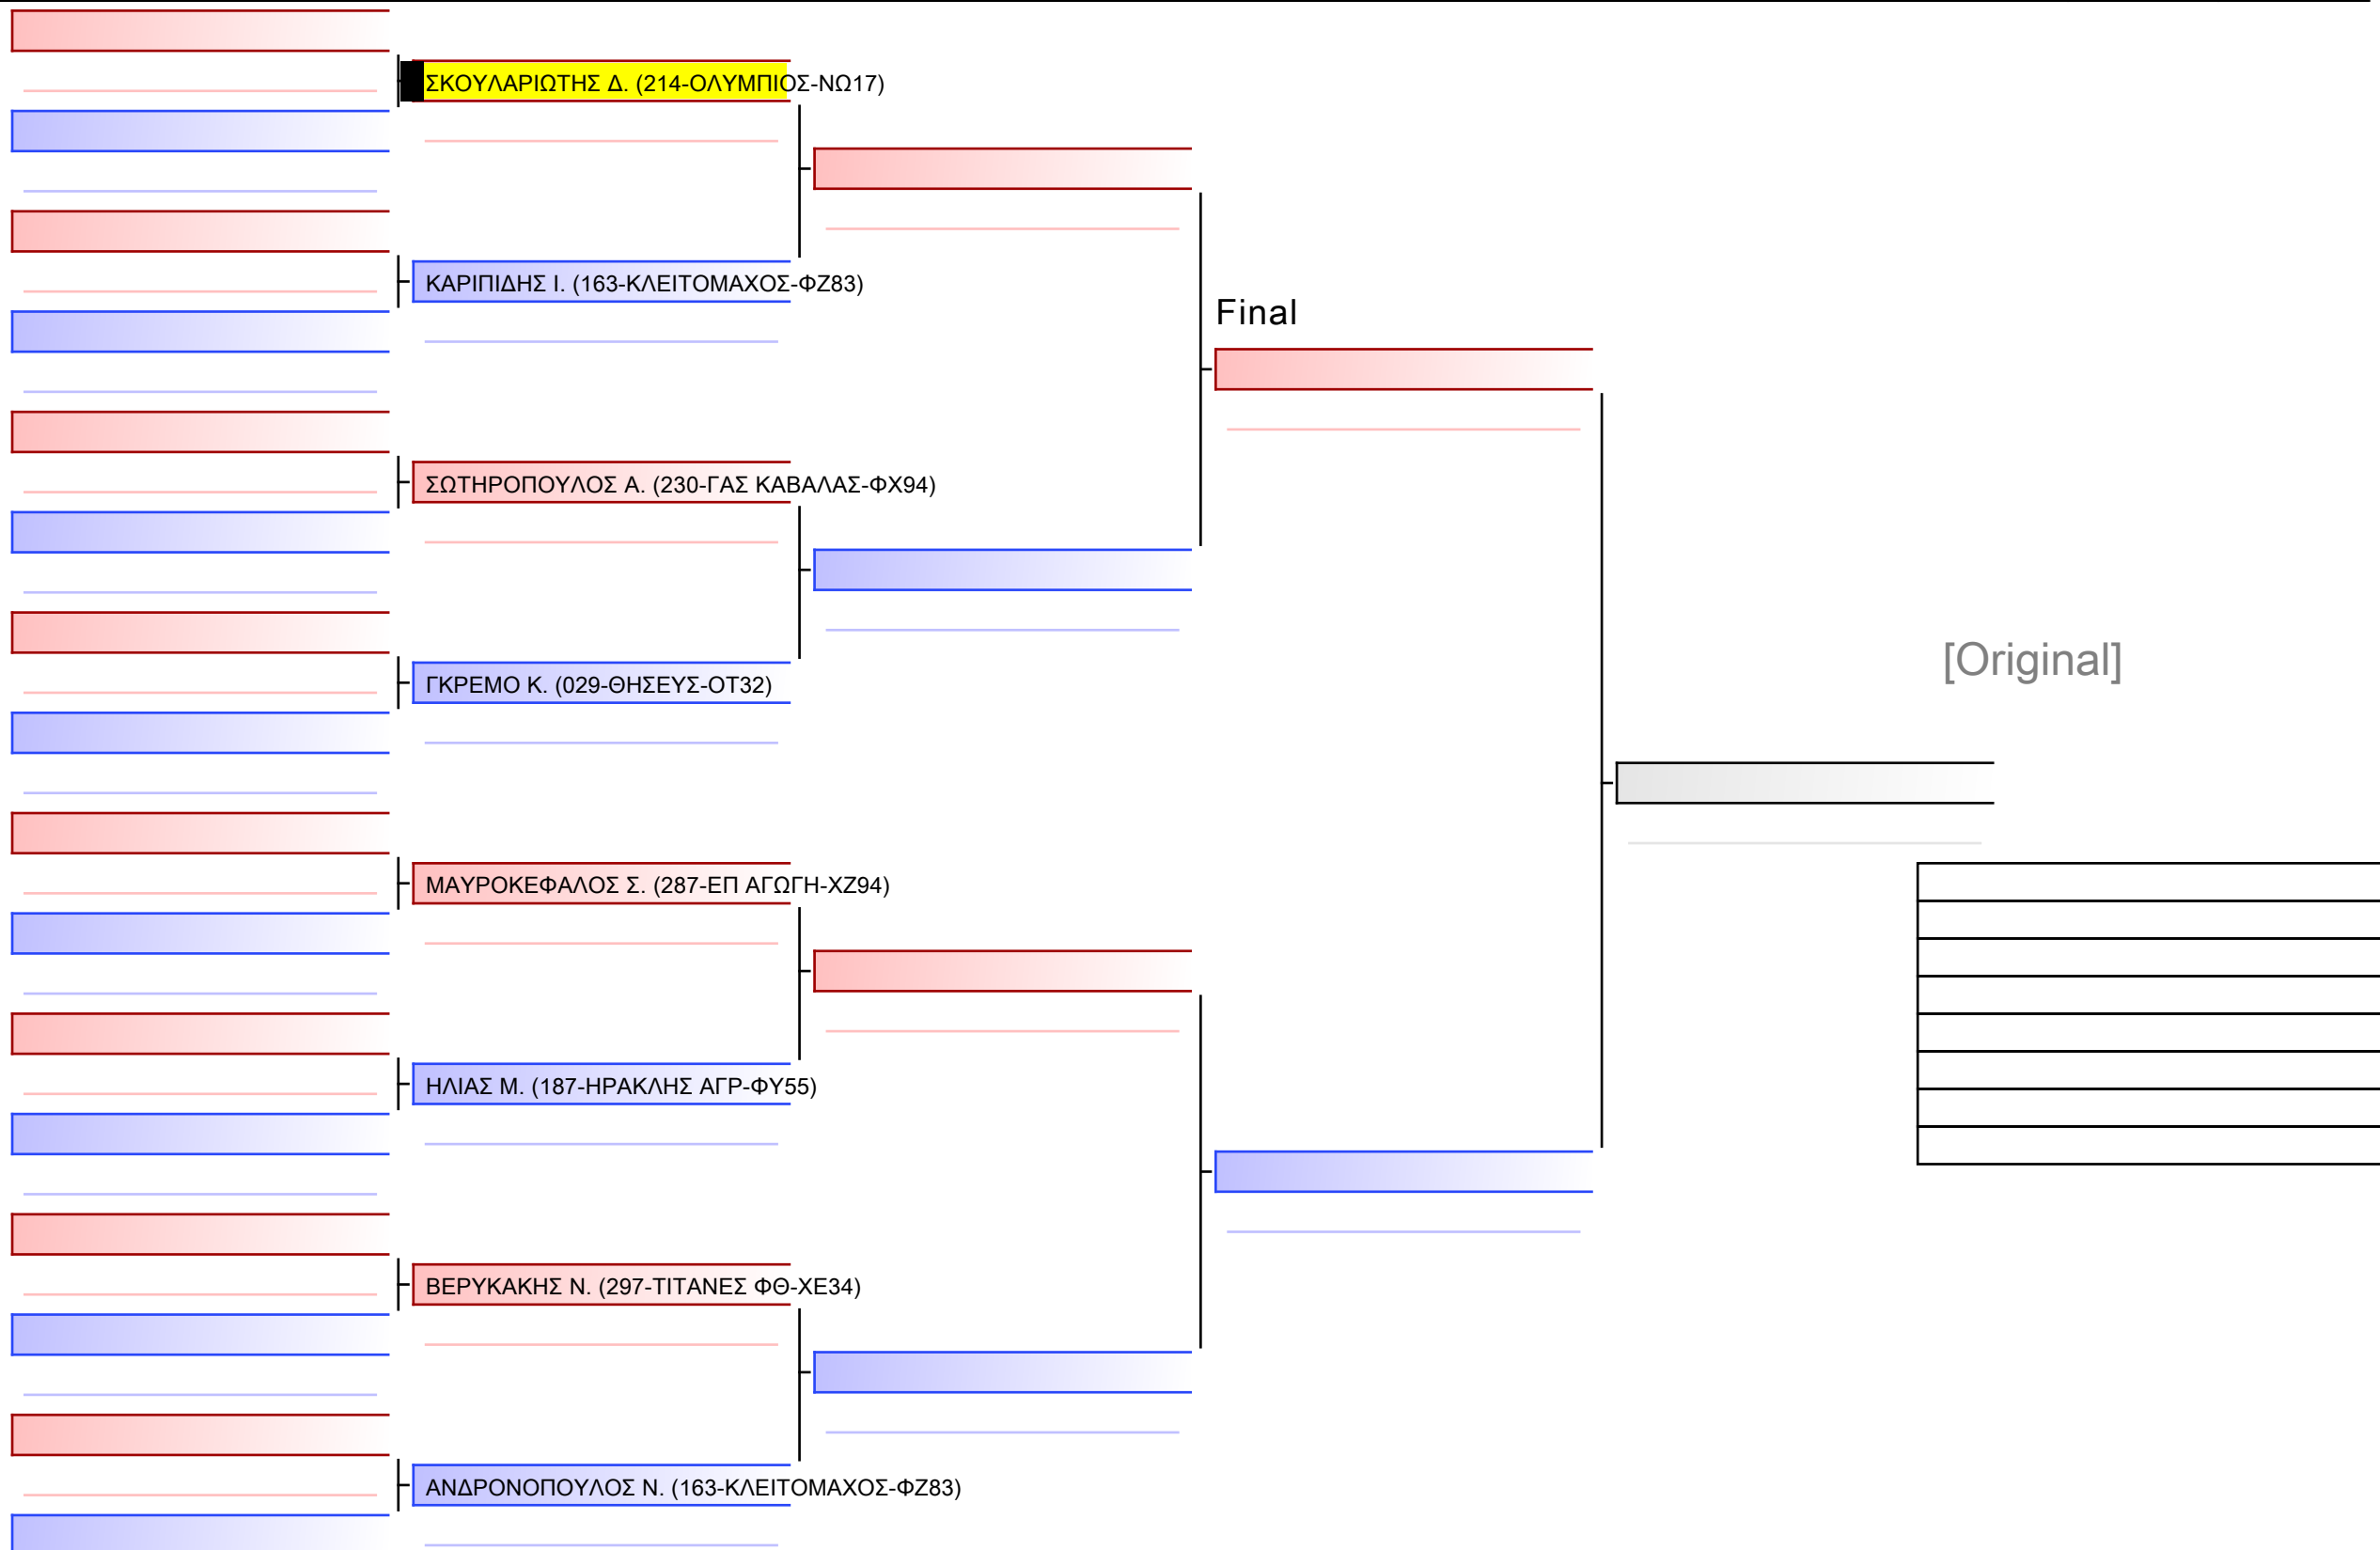 ΣΚΟΥΛΑΡΙΩΤΗΣ Δ. (214-ΟΛΥΜΠΙΟΣ-ΝΩ17)
ΚΑΡΙΠΙΔΗΣ Ι. (163-ΚΛΕΙΤΟΜΑΧΟΣ-ΦΖ83)
Final
ΣΩΤΗΡΟΠΟΥΛΟΣ Α. (230-ΓΑΣ ΚΑΒΑΛΑΣ-ΦΧ94)
[Original]
ΓΚΡΕΜΟ Κ. (029-ΘΗΣΕΥΣ-ΟΤ32)
ΜΑΥΡΟΚΕΦΑΛΟΣ Σ. (287-ΕΠ ΑΓΩΓΗ-ΧΖ94)
ΗΛΙΑΣ Μ. (187-ΗΡΑΚΛΗΣ ΑΓΡ-ΦΥ55)
ΒΕΡΥΚΑΚΗΣ Ν. (297-ΤΙΤΑΝΕΣ ΦΘ-ΧΕ34)
ΑΝΔΡΟΝΟΠΟΥΛΟΣ Ν. (163-ΚΛΕΙΤΟΜΑΧΟΣ-ΦΖ83)